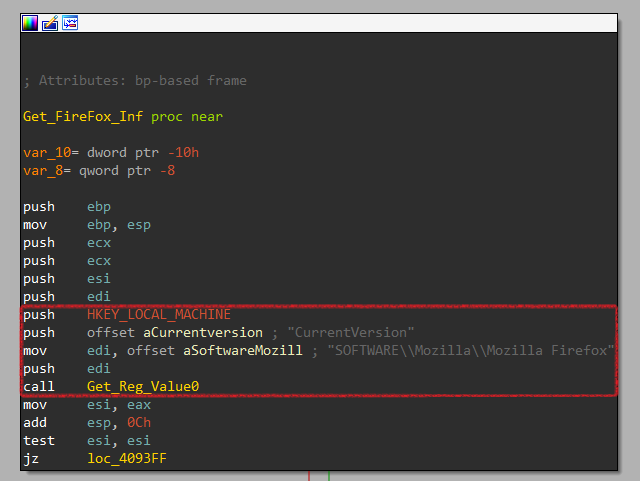 ; Attributes: bp-based frame
Get_FireFox_Inf proc near
var_10= dword ptr -10h
var_8= qword ptr -8
push ebp
mov ebp, esp
push ecx
push ecx
push esi
push edi
push HKEY_LOCAL_MACHINE
push offset aCurrentversion ; "CurrentVersion"
mov edi, offset aSoftwareMozill ; "SOFTWARE\\Mozilla\\Mozilla Firefox"
push edi
call Get_Reg_Value0
mov esi, eax
add esp, 0Ch
test esi, esi
jz loc_4093FF